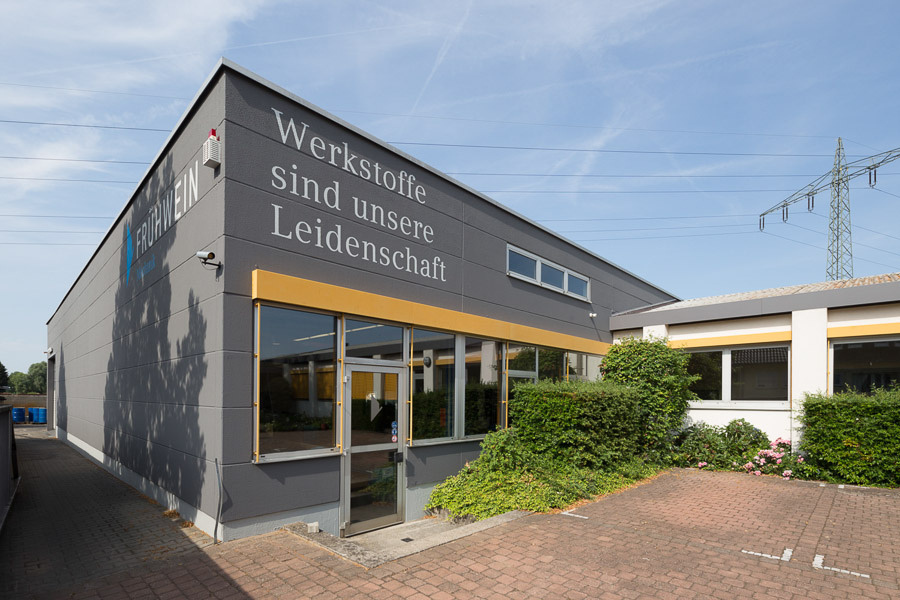 FRÜHWEIN
Werkstoffe
sind unsere
Leidenschaft